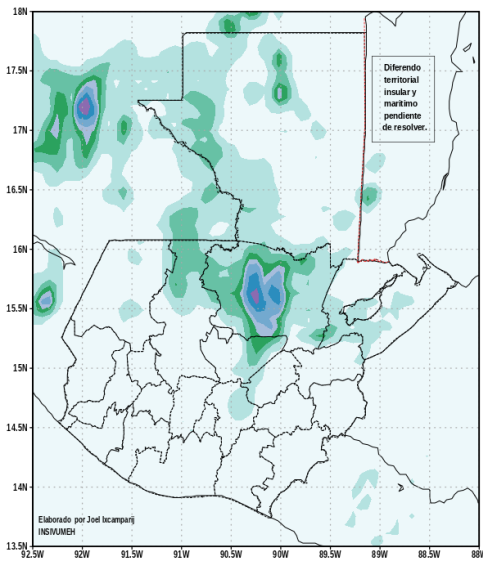 18N
17.5N
17N
16.5N
16N
15.5N
15N
14.5N
14N
13.5N
Diferendo
territorial
insular y
maritimo
pendiente
de resolver.
Elaborado por Joel Ixcamparij
INSIVUMEH
92.5W 92W 91.5W 91W 90.5W 90W 89.5W 89W 88.5W 88W